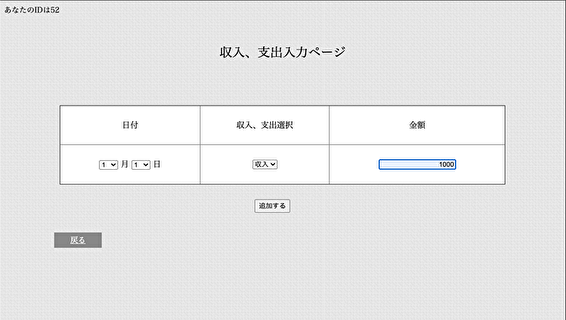 あなたのIDは52
収入、支出入力ページ
日付 収入、支出選択 金額
1 月 1 日 収入 1000
追加する
戻る